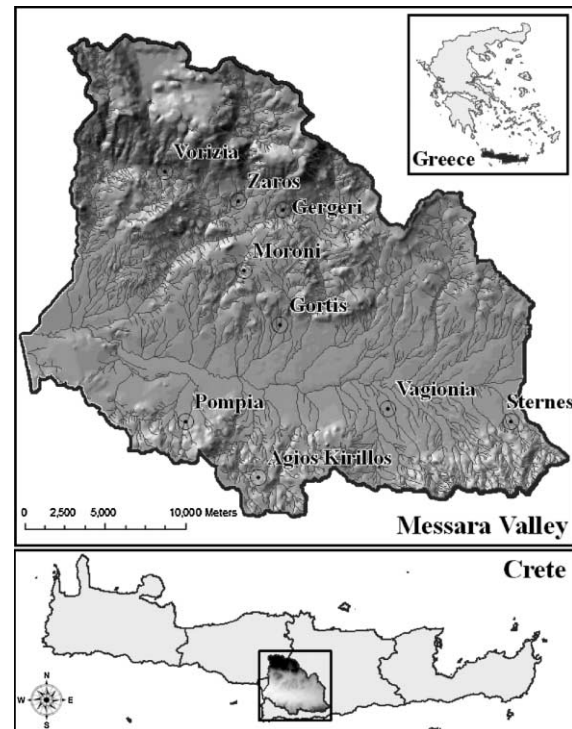 Greece
Vorizia
Zaros
Gergeri
Moroni
Gortis
Pompia
Vagionia
Sternes
Agios Kirillos
0 2,500 5,000 10,000 Meters
Messara Valley
Crete
N
W E
S